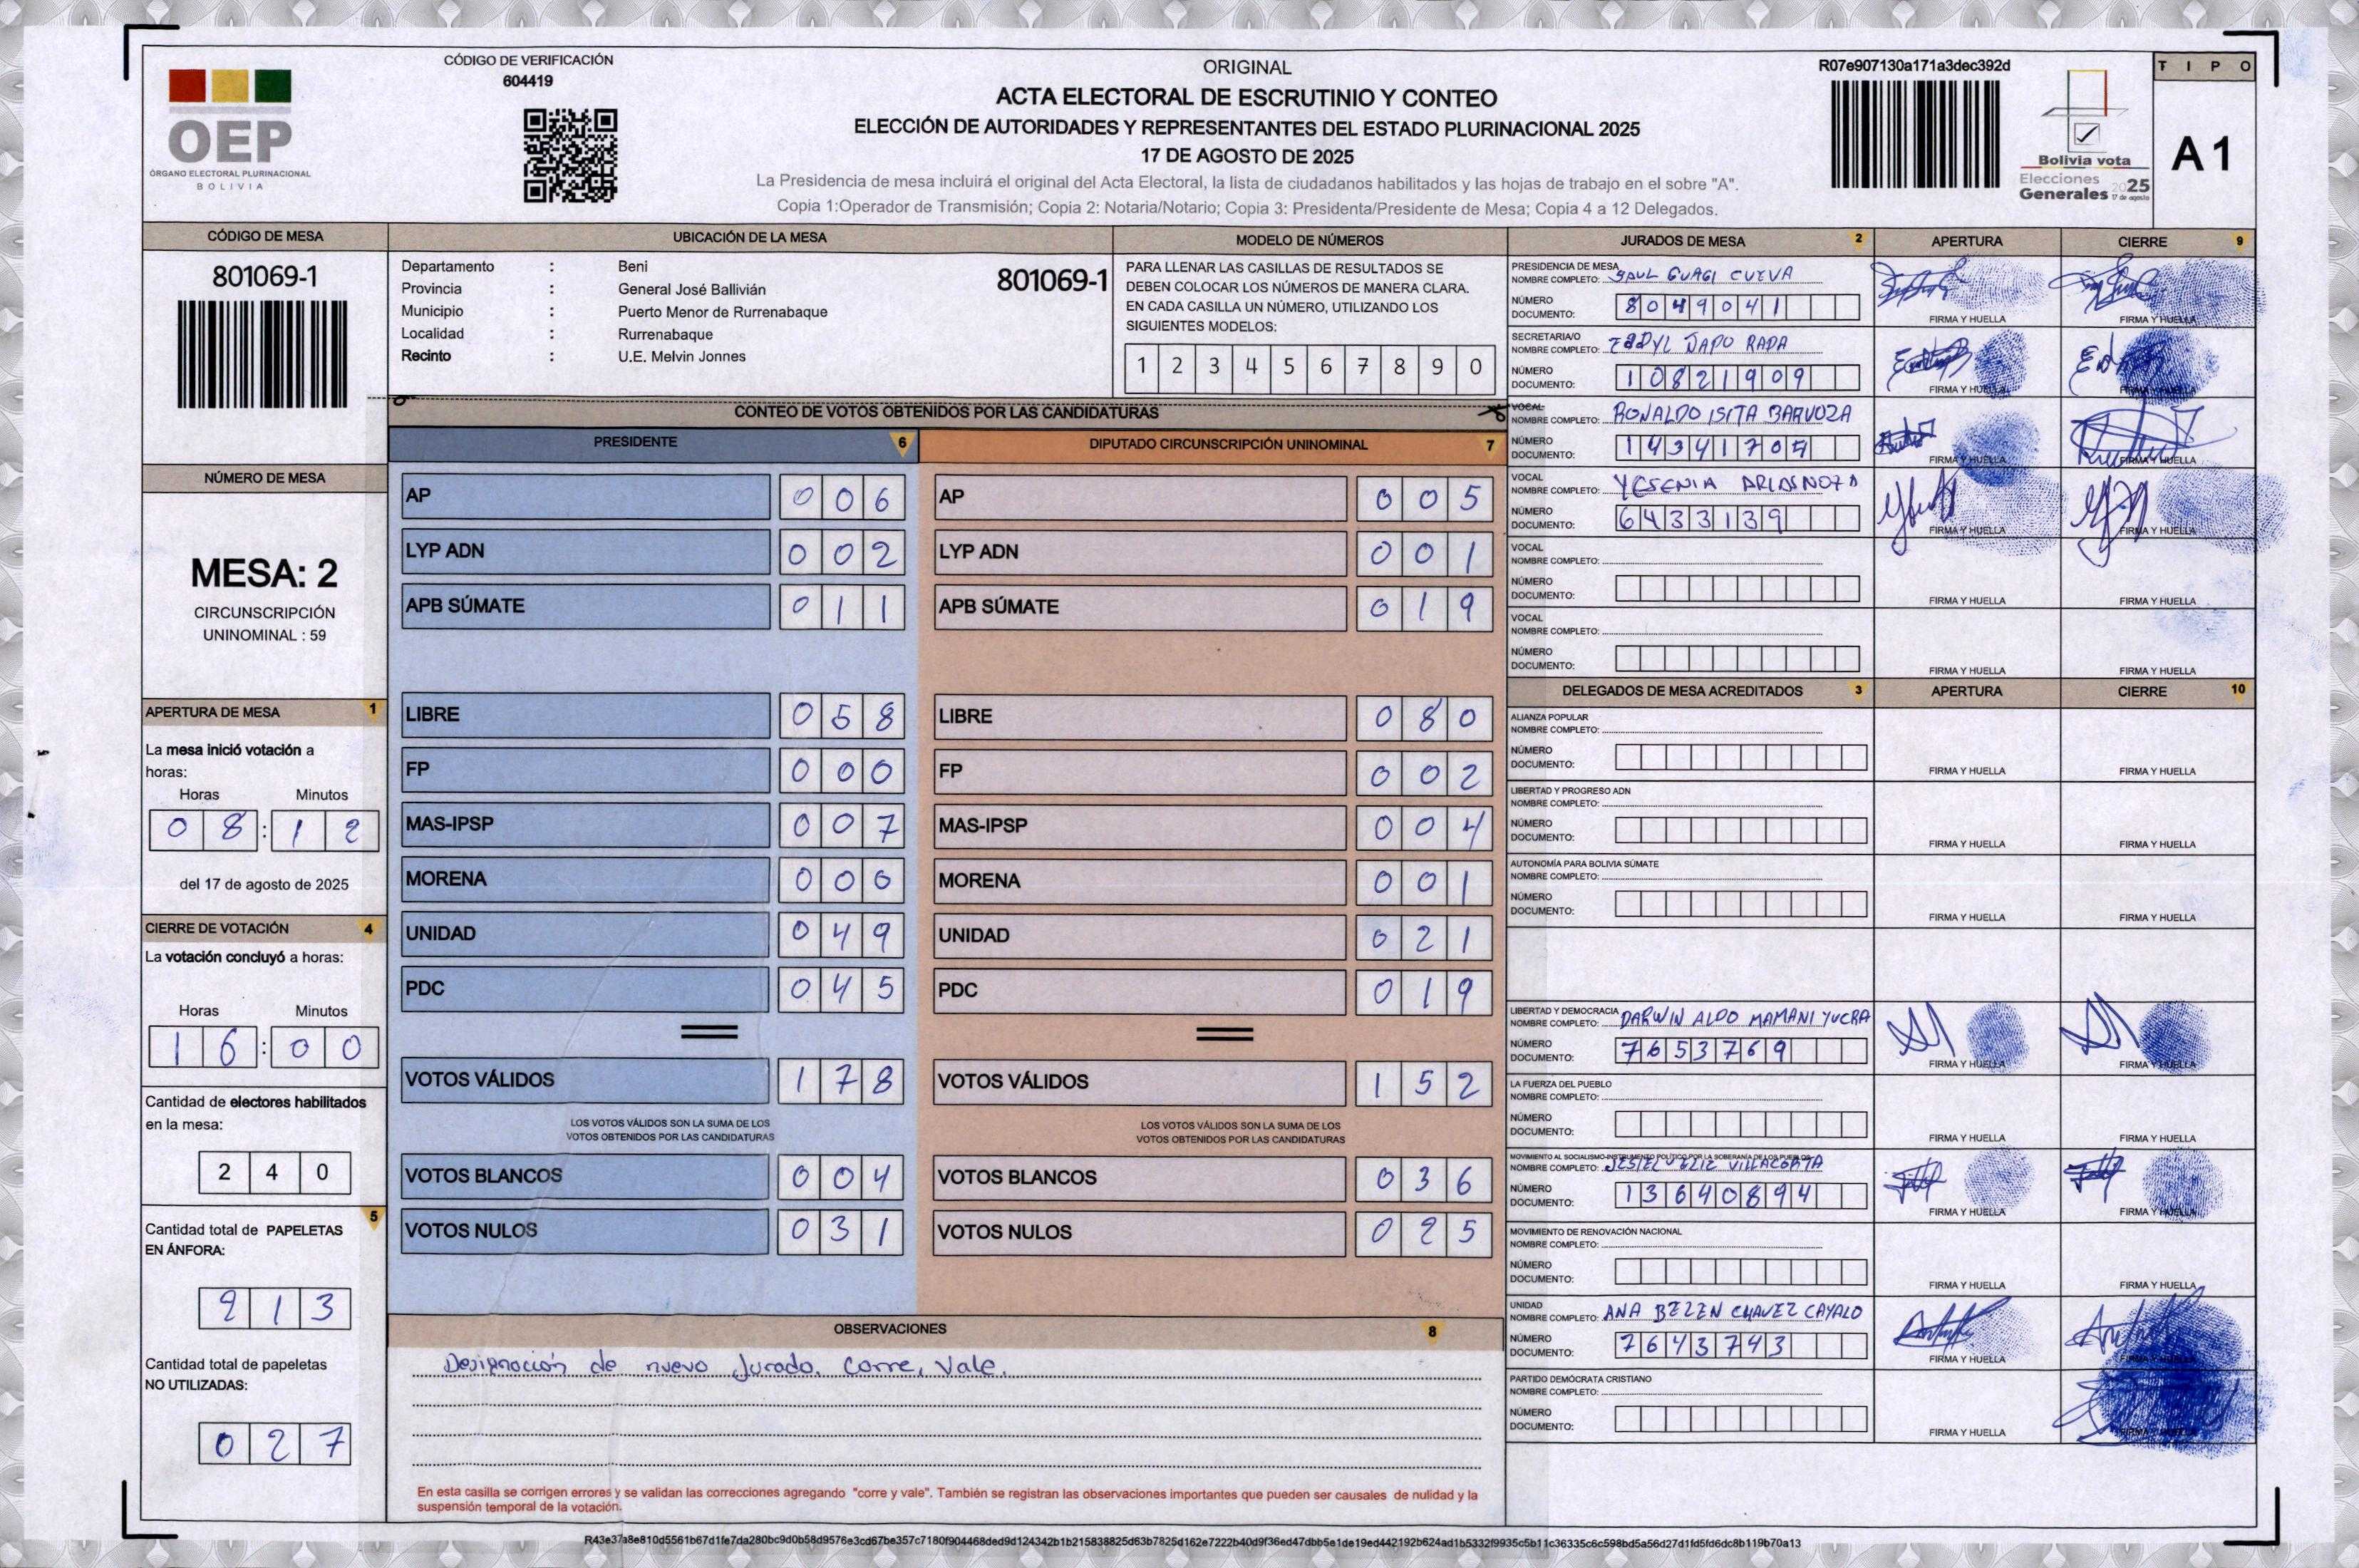 CÓDIGO DE VERIFICACIÓN
604419
OEP
ÓRGANO ELECTORAL PLURINACIONAL
BOLIVIA
ORIGINAL
ACTA ELECTORAL DE ESCRUTINIO Y CONTEO
ELECCIÓN DE AUTORIDADES Y REPRESENTANTES DEL ESTADO PLURINACIONAL 2025
17 DE AGOSTO DE 2025
La Presidencia de mesa incluirá el original del Acta Electoral, la lista de ciudadanos habilitados y las hojas de trabajo en el sobre "A".
Copia 1:Operador de Transmisión; Copia 2: Notaria/Notario; Copia 3: Presidenta/Presidente de Mesa; Copia 4 a 12 Delegados.
R07e907130a171a3dec392d
Bolivia vota
Elecciones
Generales 2025
17 de agosto
TIPO
A 1
CÓDIGO DE MESA
801069-1
NÚMERO DE MESA
MESA: 2
CIRCUNSCRIPCIÓN
UNINOMINAL : 59
APERTURA DE MESA 1
La mesa inició votación a
horas:
Horas Minutos
08:12
del 17 de agosto de 2025
CIERRE DE VOTACIÓN 4
La votación concluyó a horas:
Horas Minutos
16:00
Cantidad de electores habilitados
en la mesa:
240
5
Cantidad total de PAPELETAS
EN ÁNFORA:
213
Cantidad total de papeletas
NO UTILIZADAS:
027
UBICACIÓN DE LA MESA
Departamento : Beni
Provincia : General José Ballivián
Municipio : Puerto Menor de Rurrenabaque
Localidad : Rurrenabaque
Recinto : U.E. Melvin Jonnes
801069-1
MODELO DE NÚMEROS
PARA LLENAR LAS CASILLAS DE RESULTADOS SE
DEBEN COLOCAR LOS NÚMEROS DE MANERA CLARA.
EN CADA CASILLA UN NÚMERO, UTILIZANDO LOS
SIGUIENTES MODELOS:
1 2 3 4 5 6 7 8 9 0
CONTEO DE VOTOS OBTENIDOS POR LAS CANDIDATURAS
PRESIDENTE 6
AP 006
LYP ADN 002
APB SÚMATE 011
LIBRE 058
FP 000
MAS-IPSP 007
MORENA 000
UNIDAD 049
PDC 045
VOTOS VÁLIDOS 178
LOS VOTOS VÁLIDOS SON LA SUMA DE LOS
VOTOS OBTENIDOS POR LAS CANDIDATURAS
VOTOS BLANCOS 004
VOTOS NULOS 031
DIPUTADO CIRCUNSCRIPCIÓN UNINOMINAL 7
AP 005
LYP ADN 001
APB SÚMATE 019
LIBRE 080
FP 002
MAS-IPSP 004
MORENA 001
UNIDAD 021
PDC 019
VOTOS VÁLIDOS 152
LOS VOTOS VÁLIDOS SON LA SUMA DE LOS
VOTOS OBTENIDOS POR LAS CANDIDATURAS
VOTOS BLANCOS 036
VOTOS NULOS 025
OBSERVACIONES 8
Designación de nuevo Jurado. Corre, Vale.
En esta casilla se corrigen errores y se validan las correcciones agregando "corre y vale". También se registran las observaciones importantes que pueden ser causales de nulidad y la
suspensión temporal de la votación.
JURADOS DE MESA 2 APERTURA CIERRE 9
PRESIDENCIA DE MESA
NOMBRE COMPLETO: SAUL GUAGI CUEVA
NÚMERO
DOCUMENTO: 8049041
FIRMA Y HUELLA FIRMA Y HUELLA
SECRETARIA/O
NOMBRE COMPLETO: JAPO RADA
NÚMERO
DOCUMENTO: 10821909
FIRMA Y HUELLA FIRMA Y HUELLA
VOCAL
NOMBRE COMPLETO: RONALDO ISITA BARVOZA
NÚMERO
DOCUMENTO:
FIRMA Y HUELLA FIRMA Y HUELLA
VOCAL
NOMBRE COMPLETO: YESENIA
NÚMERO
DOCUMENTO: 6433139
FIRMA Y HUELLA FIRMA Y HUELLA
VOCAL
NOMBRE COMPLETO:
NÚMERO
DOCUMENTO:
FIRMA Y HUELLA FIRMA Y HUELLA
VOCAL
NOMBRE COMPLETO:
NÚMERO
DOCUMENTO:
FIRMA Y HUELLA FIRMA Y HUELLA
DELEGADOS DE MESA ACREDITADOS 3 APERTURA CIERRE 10
ALIANZA POPULAR
NOMBRE COMPLETO:
NÚMERO
DOCUMENTO:
FIRMA Y HUELLA FIRMA Y HUELLA
LIBERTAD Y PROGRESO ADN
NOMBRE COMPLETO:
NÚMERO
DOCUMENTO:
FIRMA Y HUELLA FIRMA Y HUELLA
AUTONOMÍA PARA BOLIVIA SÚMATE
NOMBRE COMPLETO:
NÚMERO
DOCUMENTO:
FIRMA Y HUELLA FIRMA Y HUELLA
LIBERTAD Y DEMOCRACIA
NOMBRE COMPLETO: DARWIN ALDO MAMANI YUCRA
NÚMERO
DOCUMENTO: 7653769
FIRMA Y HUELLA FIRMA Y HUELLA
LA FUERZA DEL PUEBLO
NOMBRE COMPLETO:
NÚMERO
DOCUMENTO:
FIRMA Y HUELLA FIRMA Y HUELLA
MOVIMIENTO AL SOCIALISMO-INSTRUMENTO POLÍTICO POR LA SOBERANÍA DE LOS PUEBLOS
NOMBRE COMPLETO: VILLACORTA
NÚMERO
DOCUMENTO: 13640894
FIRMA Y HUELLA FIRMA Y HUELLA
MOVIMIENTO DE RENOVACIÓN NACIONAL
NOMBRE COMPLETO:
NÚMERO
DOCUMENTO:
FIRMA Y HUELLA FIRMA Y HUELLA
UNIDAD
NOMBRE COMPLETO: ANA BEZEN CHAVEZ CAYALO
NÚMERO
DOCUMENTO: 7643743
FIRMA Y HUELLA FIRMA Y HUELLA
PARTIDO DEMÓCRATA CRISTIANO
NOMBRE COMPLETO:
NÚMERO
DOCUMENTO:
FIRMA Y HUELLA FIRMA Y HUELLA